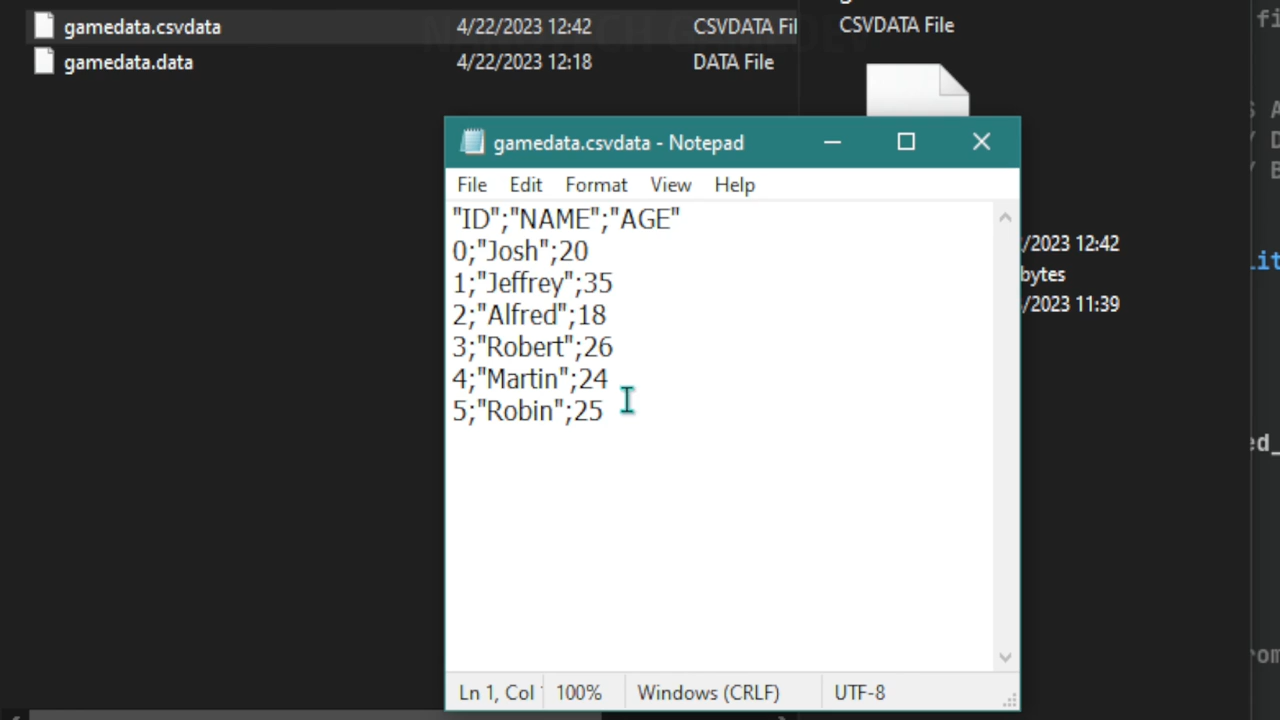 gamedata.csvdata 4/22/2023 12:42 CSVDATA Fil
gamedata.data 4/22/2023 12:18 DATA File
CSVDATA File
gamedata.csvdata - Notepad
File Edit Format View Help
"ID";"NAME";"AGE"
0;"Josh";20
1;"Jeffrey";35
2;"Alfred";18
3;"Robert";26
4;"Martin";24
5;"Robin";25
/2023 12:42
bytes
/2023 11:39
Ln 1, Col 100% Windows (CRLF) UTF-8